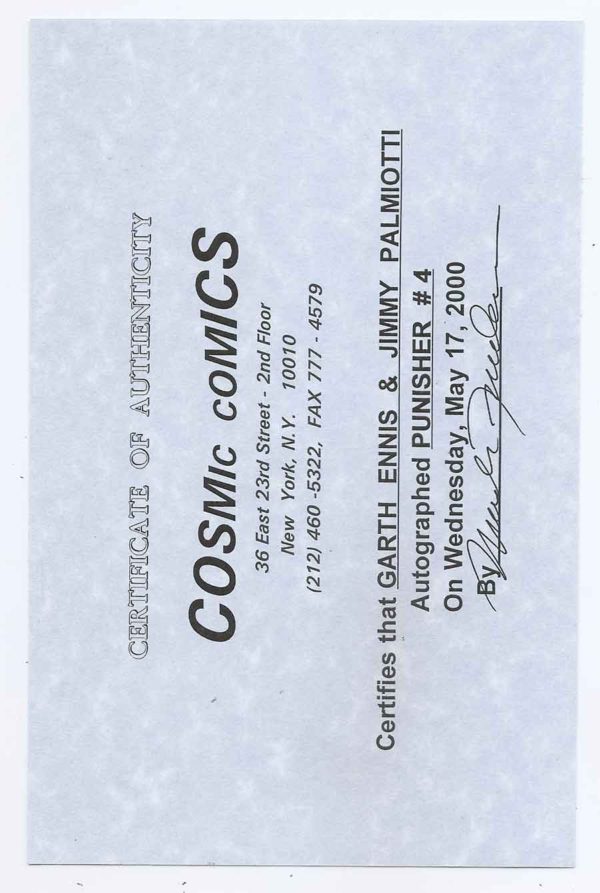 CERTIFICATE OF AUTHENTICITY
COSMIc cOMICS
36 East 23rd Street - 2nd Floor
New York, N.Y. 10010
(212) 460 -5322, FAX 777 - 4579
Certifies that GARTH ENNIS & JIMMY PALMIOTTI
Autographed PUNISHER # 4
On Wednesday, May 17, 2000
By